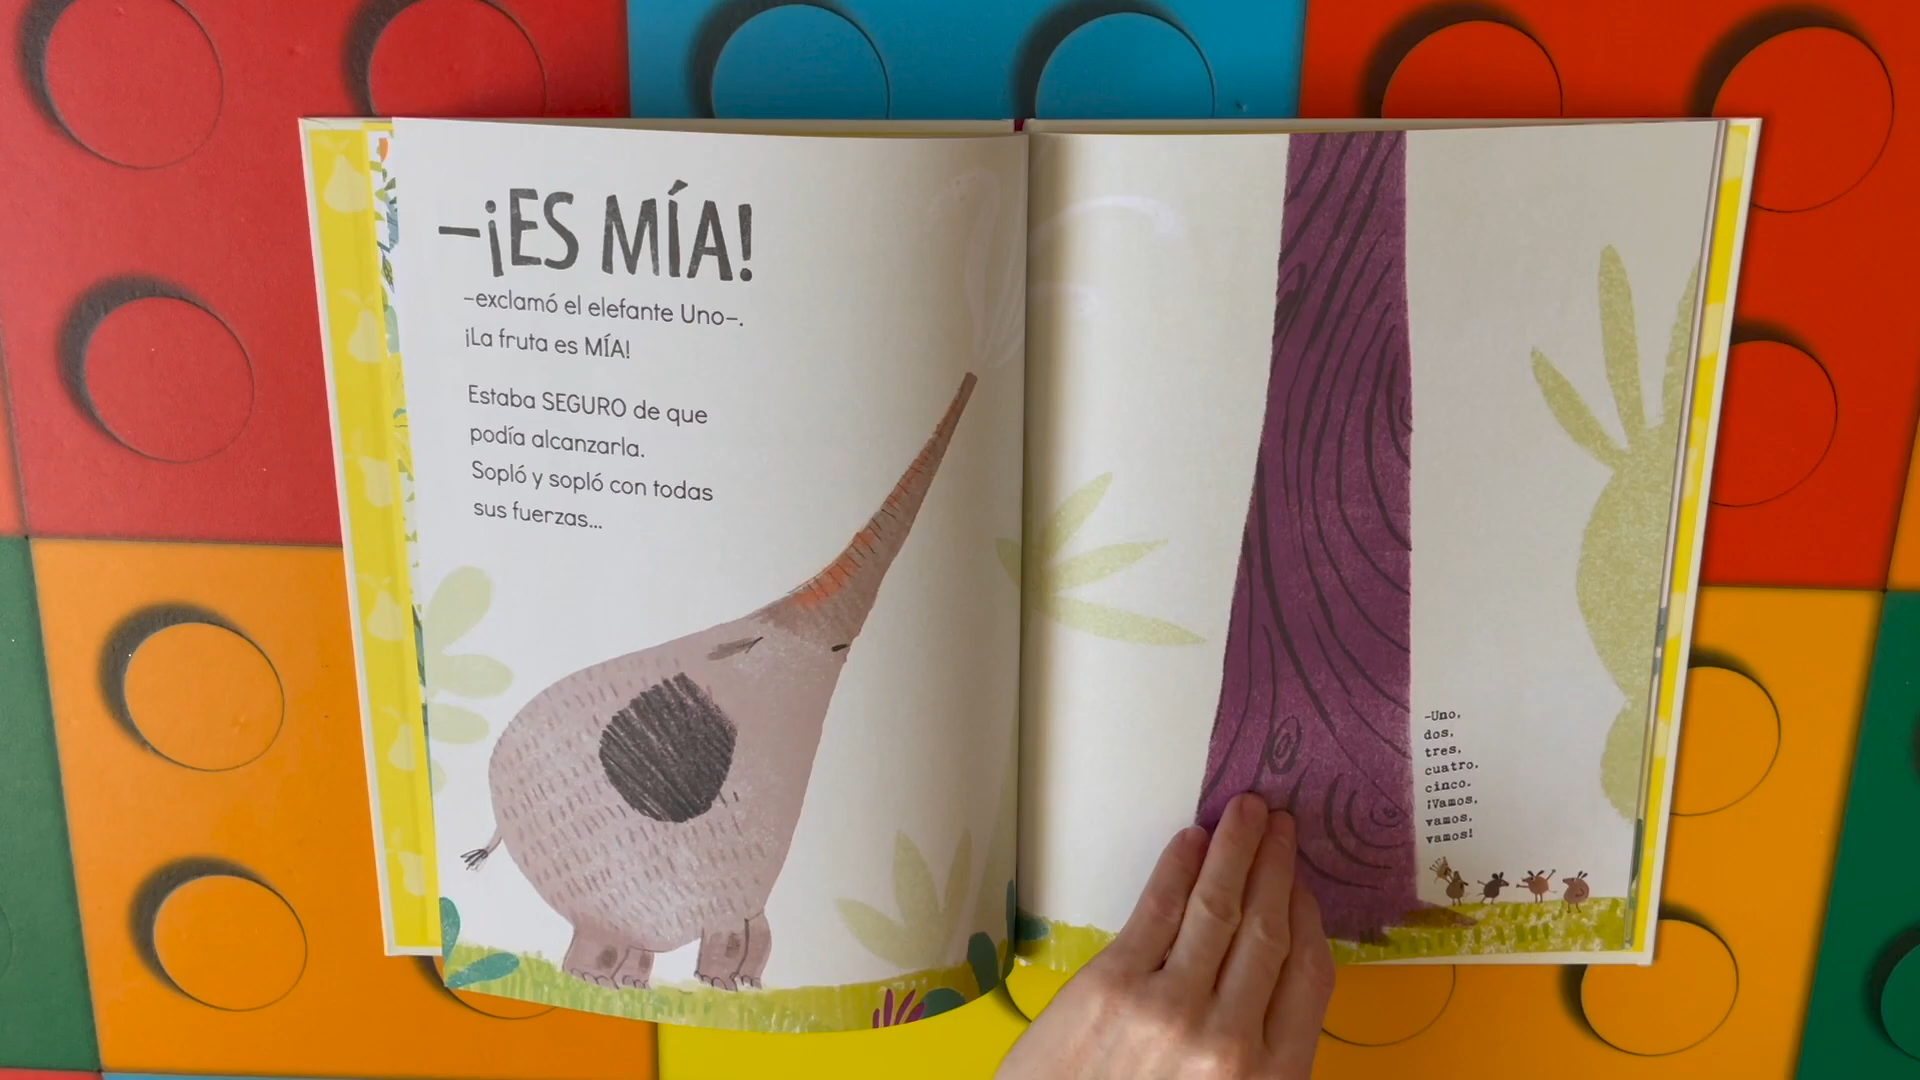 –¡ES MÍA!
–exclamó el elefante Uno–.
¡La fruta es MÍA!
Estaba SEGURO de que
podía alcanzarla.
Sopló y sopló con todas
sus fuerzas...
–Uno,
dos,
tres,
cuatro.
cinco.
¡Vamos,
vamos,
vamos!